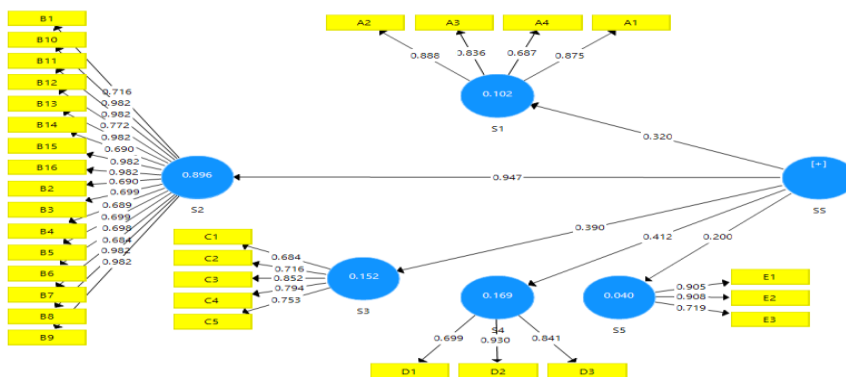 B1
B10
B11
B12
B13
B14
B15
B16
B2
B3
B4
B5
B6
B7
B8
B9
0.716
0.982
0.982
0.772
0.982
0.690
0.982
0.982
0.690
0.699
0.689
0.699
0.698
0.684
0.982
0.982
0.896
S2
A2 A3 A4 A1
0.888 0.836 0.687 0.875
0.102
S1
0.320
[+]
SS
0.947
0.390
0.412
0.200
C1
C2
C3
C4
C5
0.684
0.716
0.852
0.794
0.753
0.152
S3
0.169
S4
0.699 0.930 0.841
D1 D2 D3
0.040
S5
0.905
0.908
0.719
E1
E2
E3